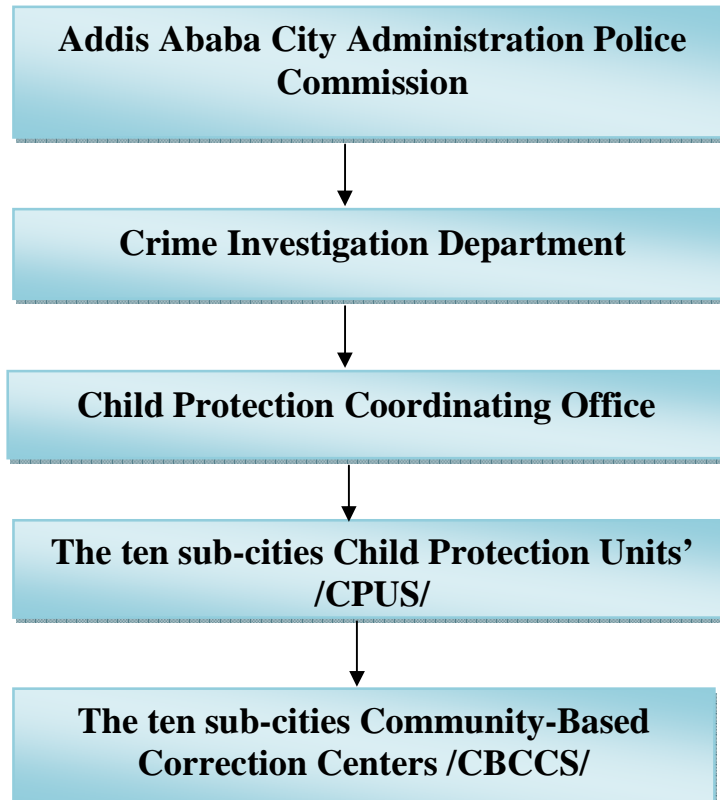 Addis Ababa City Administration Police
Commission
Crime Investigation Department
Child Protection Coordinating Office
The ten sub-cities Child Protection Units’
/CPUS/
The ten sub-cities Community-Based
Correction Centers /CBCCS/